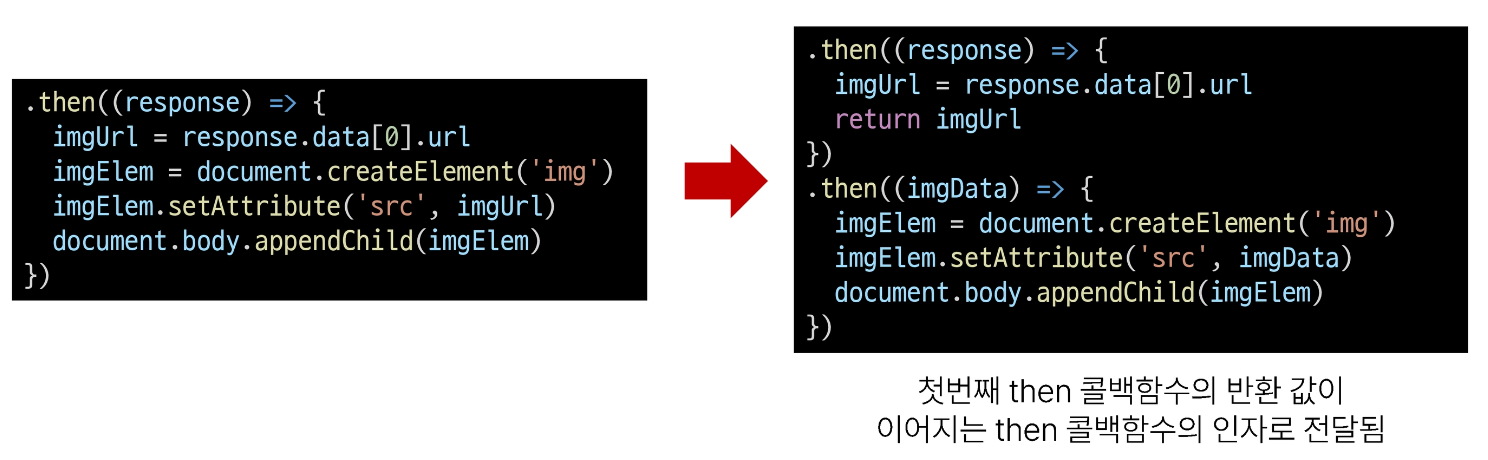 .then((response) => {
  imgUrl = response.data[0].url
  imgElem = document.createElement('img')
  imgElem.setAttribute('src', imgUrl)
  document.body.appendChild(imgElem)
})
.then((response) => {
  imgUrl = response.data[0].url
  return imgUrl
})
.then((imgData) => {
  imgElem = document.createElement('img')
  imgElem.setAttribute('src', imgData)
  document.body.appendChild(imgElem)
})
첫번째 then 콜백함수의 반환 값이
이어지는 then 콜백함수의 인자로 전달됨